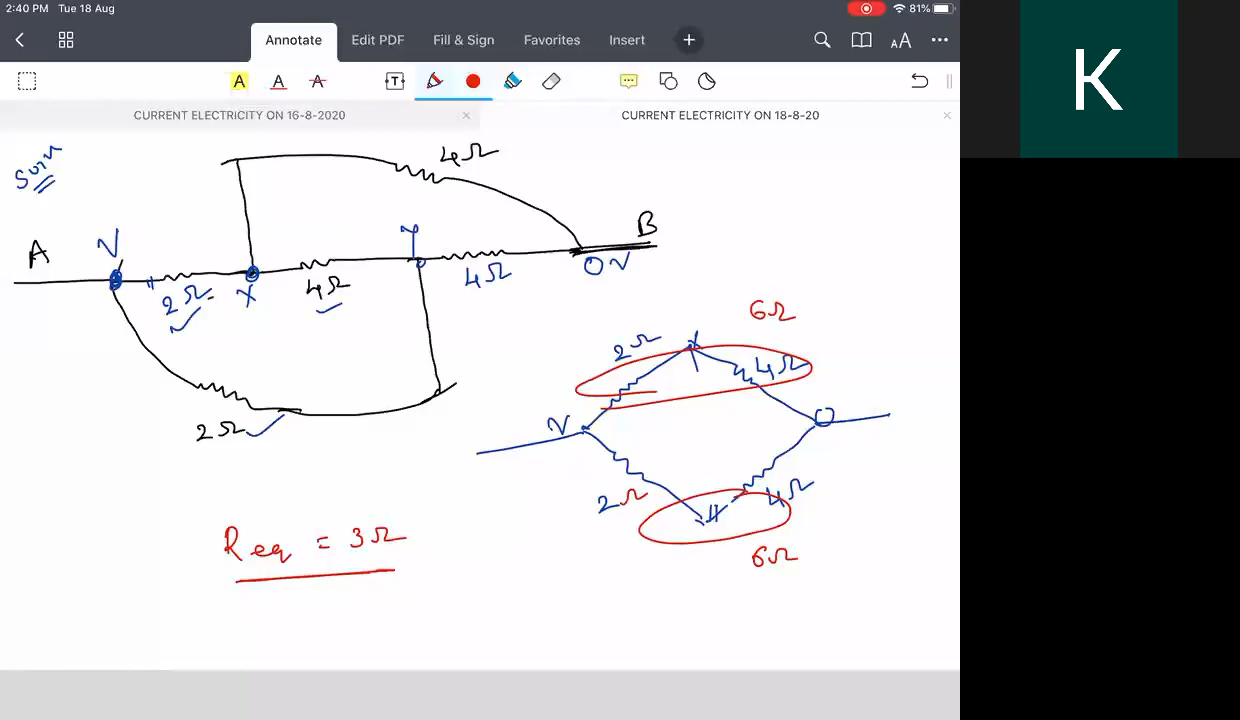 2:40 PM Tue 18 Aug
81%
Annotate
Edit PDF
Fill & Sign
Favorites
Insert
AA
A A A T
CURRENT ELECTRICITY ON 16-8-2020
CURRENT ELECTRICITY ON 18-8-20
K
Soln
4Ω
A
V
Y
B
2Ω
X
4Ω
4Ω
0V
2Ω
6Ω
2Ω
X
4Ω
V
0
2Ω
4Ω
y
6Ω
Req = 3Ω